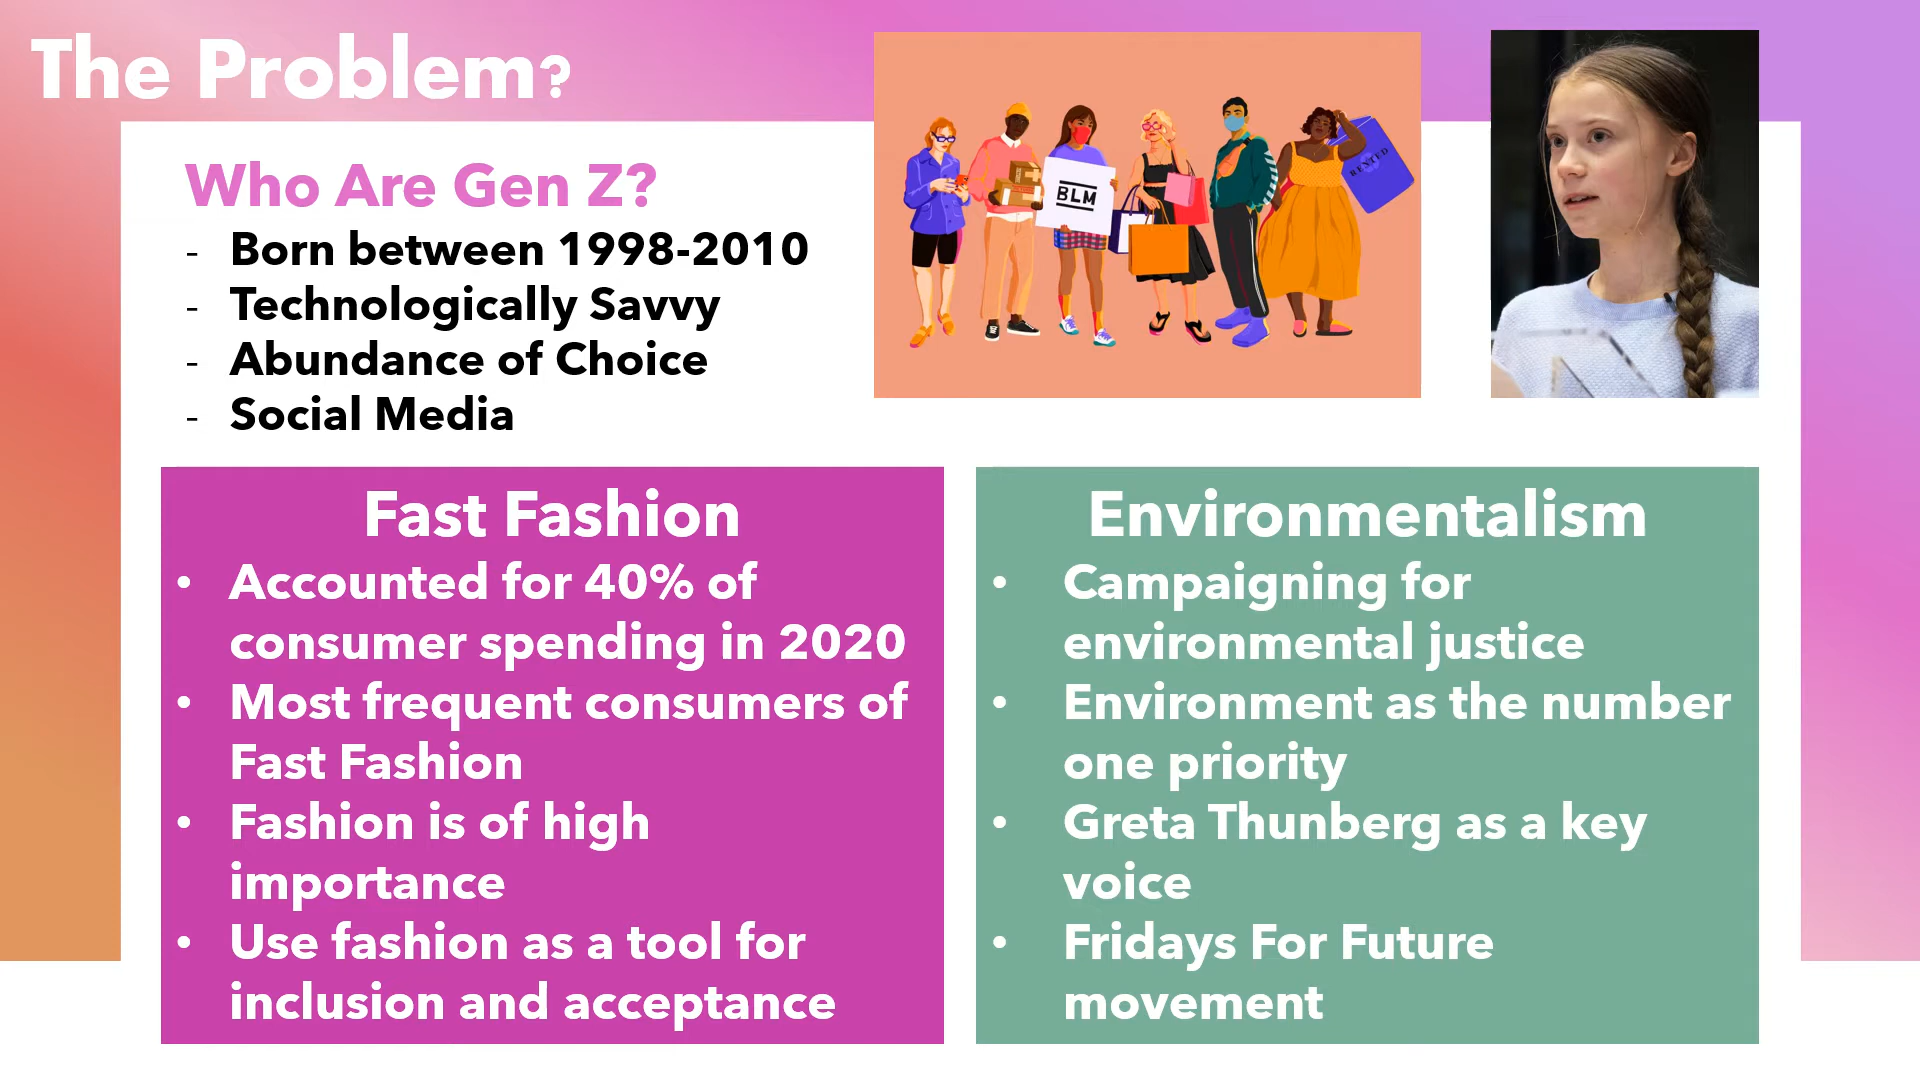 The Problem?
Who Are Gen Z?
- Born between 1998-2010
- Technologically Savvy
- Abundance of Choice
- Social Media
BLM
RENTED
Fast Fashion
• Accounted for 40% of
consumer spending in 2020
• Most frequent consumers of
Fast Fashion
• Fashion is of high
importance
• Use fashion as a tool for
inclusion and acceptance
Environmentalism
• Campaigning for
environmental justice
• Environment as the number
one priority
• Greta Thunberg as a key
voice
• Fridays For Future
movement